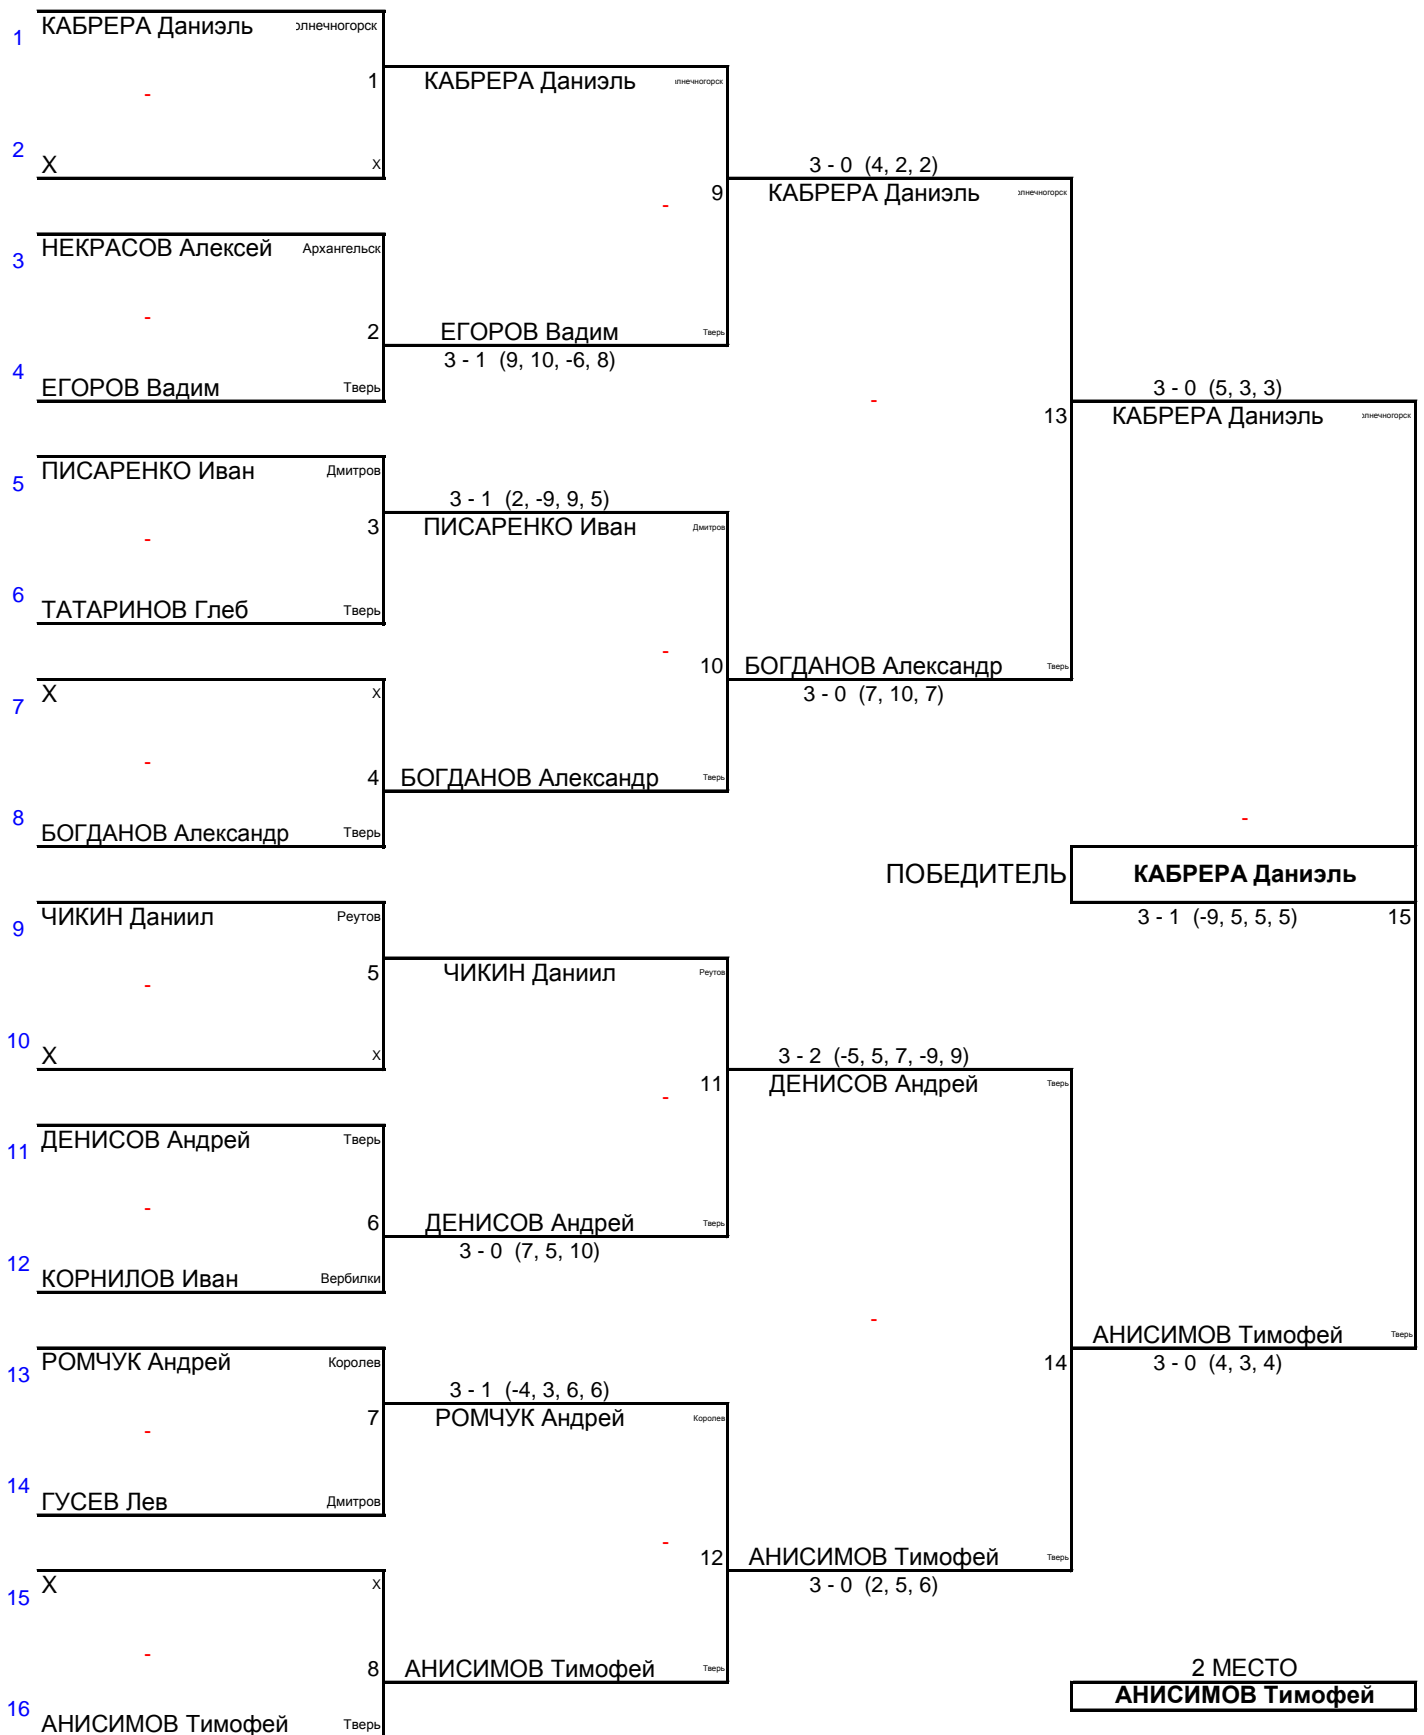 1 КАБРЕРА Даниэль
1 КАБРЕРА Даниэль
-
2 X X
3 - 0 (4, 2, 2)
9 КАБРЕРА Даниэль
-
3 НЕКРАСОВ Алексей Архангельск
-
2 ЕГОРОВ Вадим Тверь
3 - 1 (9, 10, -6, 8)
4 ЕГОРОВ Вадим Тверь
3 - 0 (5, 3, 3)
-
13 КАБРЕРА Даниэль
5 ПИСАРЕНКО Иван Дмитров
3 - 1 (2, -9, 9, 5)
3 ПИСАРЕНКО Иван Дмитров
-
6 ТАТАРИНОВ Глеб Тверь
-
10 БОГДАНОВ Александр Тверь
3 - 0 (7, 10, 7)
7 X X
-
4 БОГДАНОВ Александр Тверь
8 БОГДАНОВ Александр Тверь
-
ПОБЕДИТЕЛЬ КАБРЕРА Даниэль
3 - 1 (-9, 5, 5, 5) 15
9 ЧИКИН Даниил Реутов
5 ЧИКИН Даниил Реутов
-
10 X X
3 - 2 (-5, 5, 7, -9, 9)
11 ДЕНИСОВ Андрей Тверь
-
11 ДЕНИСОВ Андрей Тверь
-
6 ДЕНИСОВ Андрей Тверь
3 - 0 (7, 5, 10)
12 КОРНИЛОВ Иван Вербилки
-
АНИСИМОВ Тимофей Тверь
14 3 - 0 (4, 3, 4)
13 РОМЧУК Андрей Королев
3 - 1 (-4, 3, 6, 6)
7 РОМЧУК Андрей Королев
-
14 ГУСЕВ Лев Дмитров
-
12 АНИСИМОВ Тимофей Тверь
3 - 0 (2, 5, 6)
15 X X
-
8 АНИСИМОВ Тимофей Тверь
2 МЕСТО
АНИСИМОВ Тимофей
16 АНИСИМОВ Тимофей Тверь